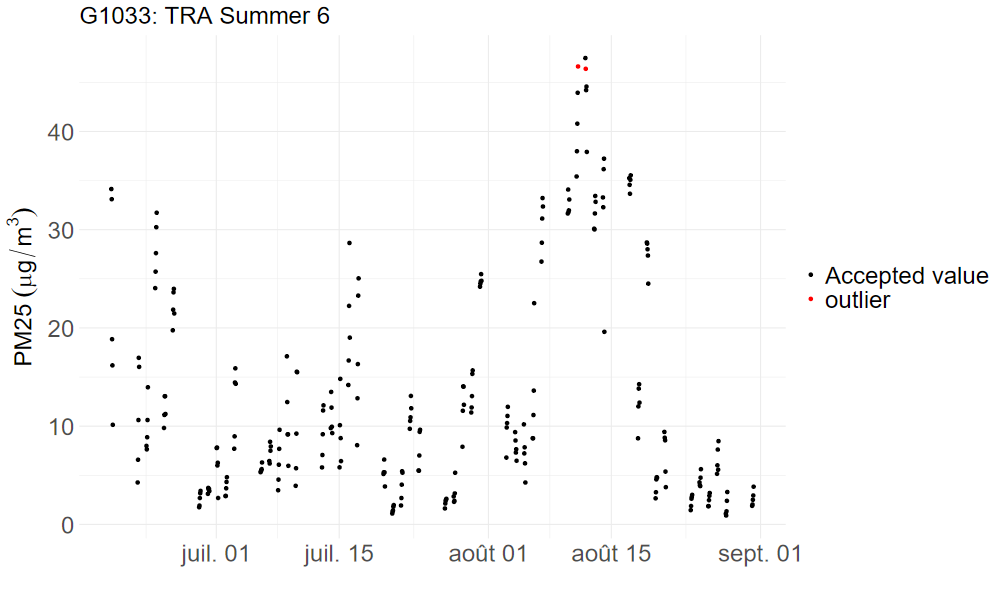 G1033: TRA Summer 6
PM25 (μg/m³)
40
30
20
10
0
juil. 01 juil. 15 août 01 août 15 sept. 01
Accepted value
outlier